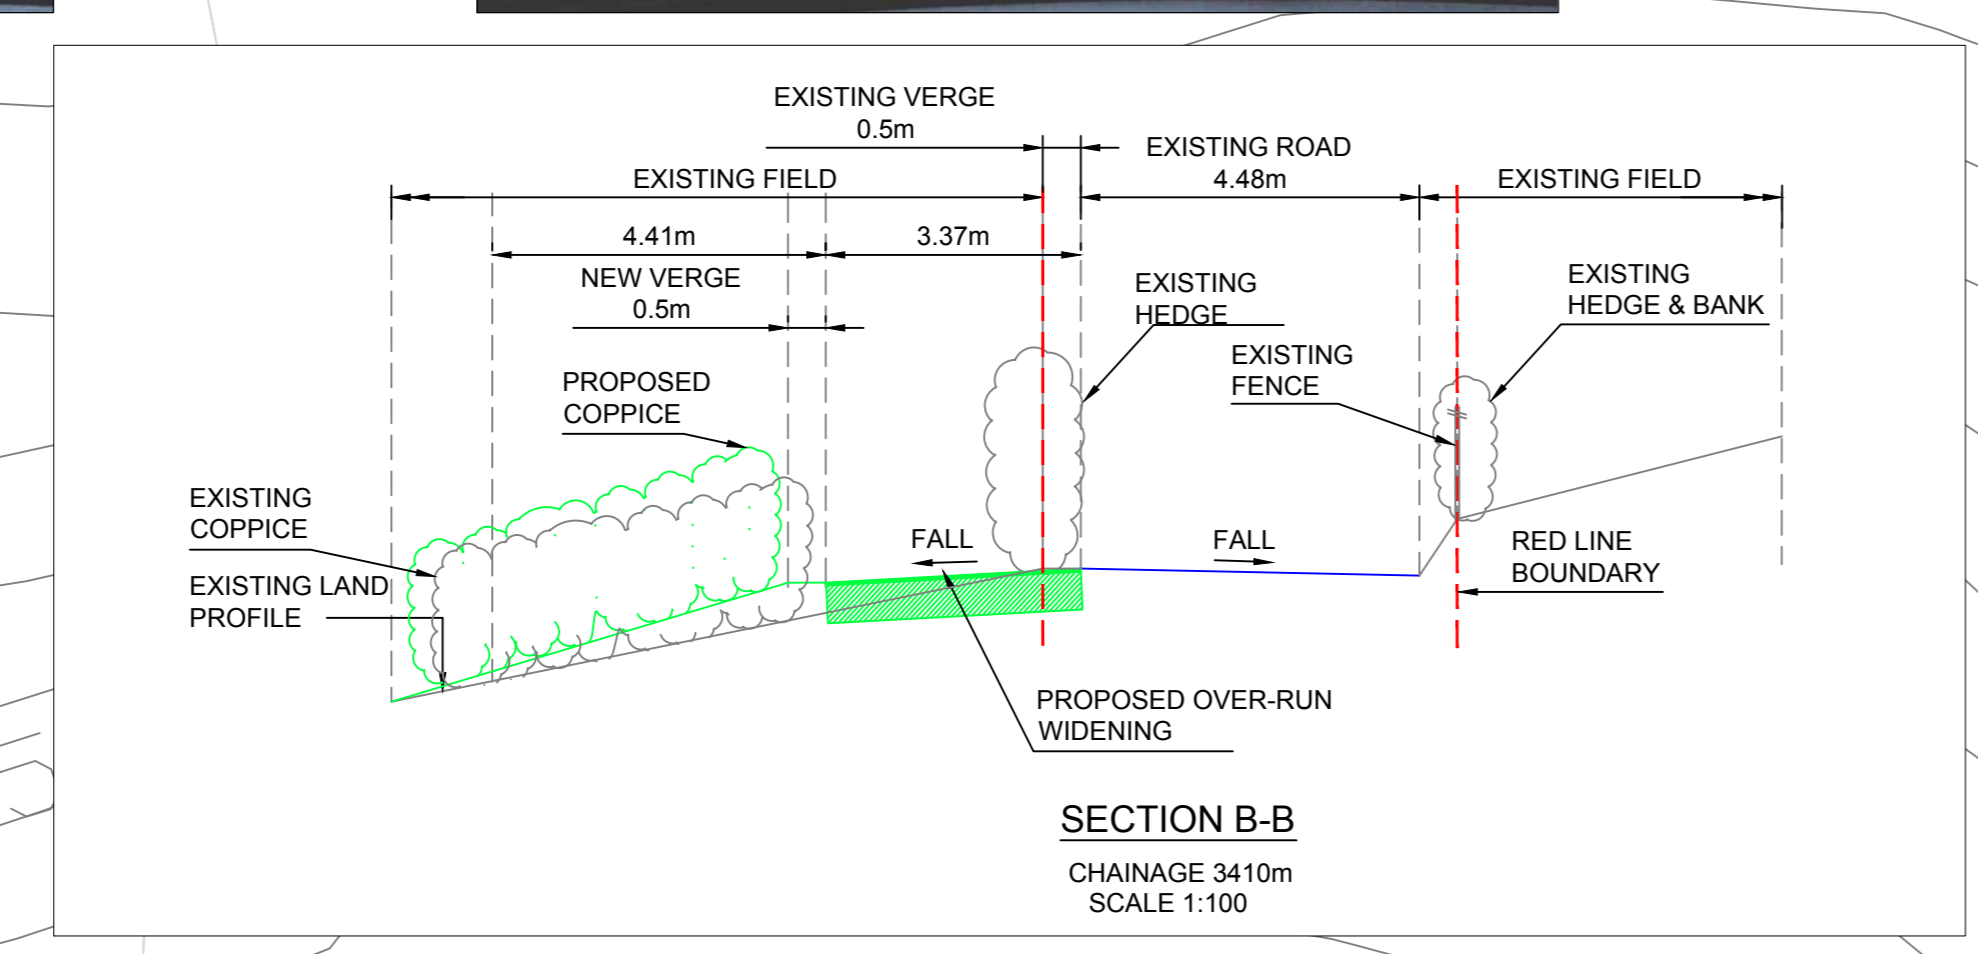 EXISTING VERGE
0.5m
EXISTING ROAD
4.48m
EXISTING FIELD
EXISTING FIELD
4.41m
3.37m
NEW VERGE
0.5m
EXISTING
HEDGE
EXISTING
HEDGE & BANK
EXISTING
FENCE
PROPOSED
COPPICE
EXISTING
COPPICE
FALL
FALL
RED LINE
BOUNDARY
EXISTING LAND
PROFILE
PROPOSED OVER-RUN
WIDENING
SECTION B-B
CHAINAGE 3410m
SCALE 1:100